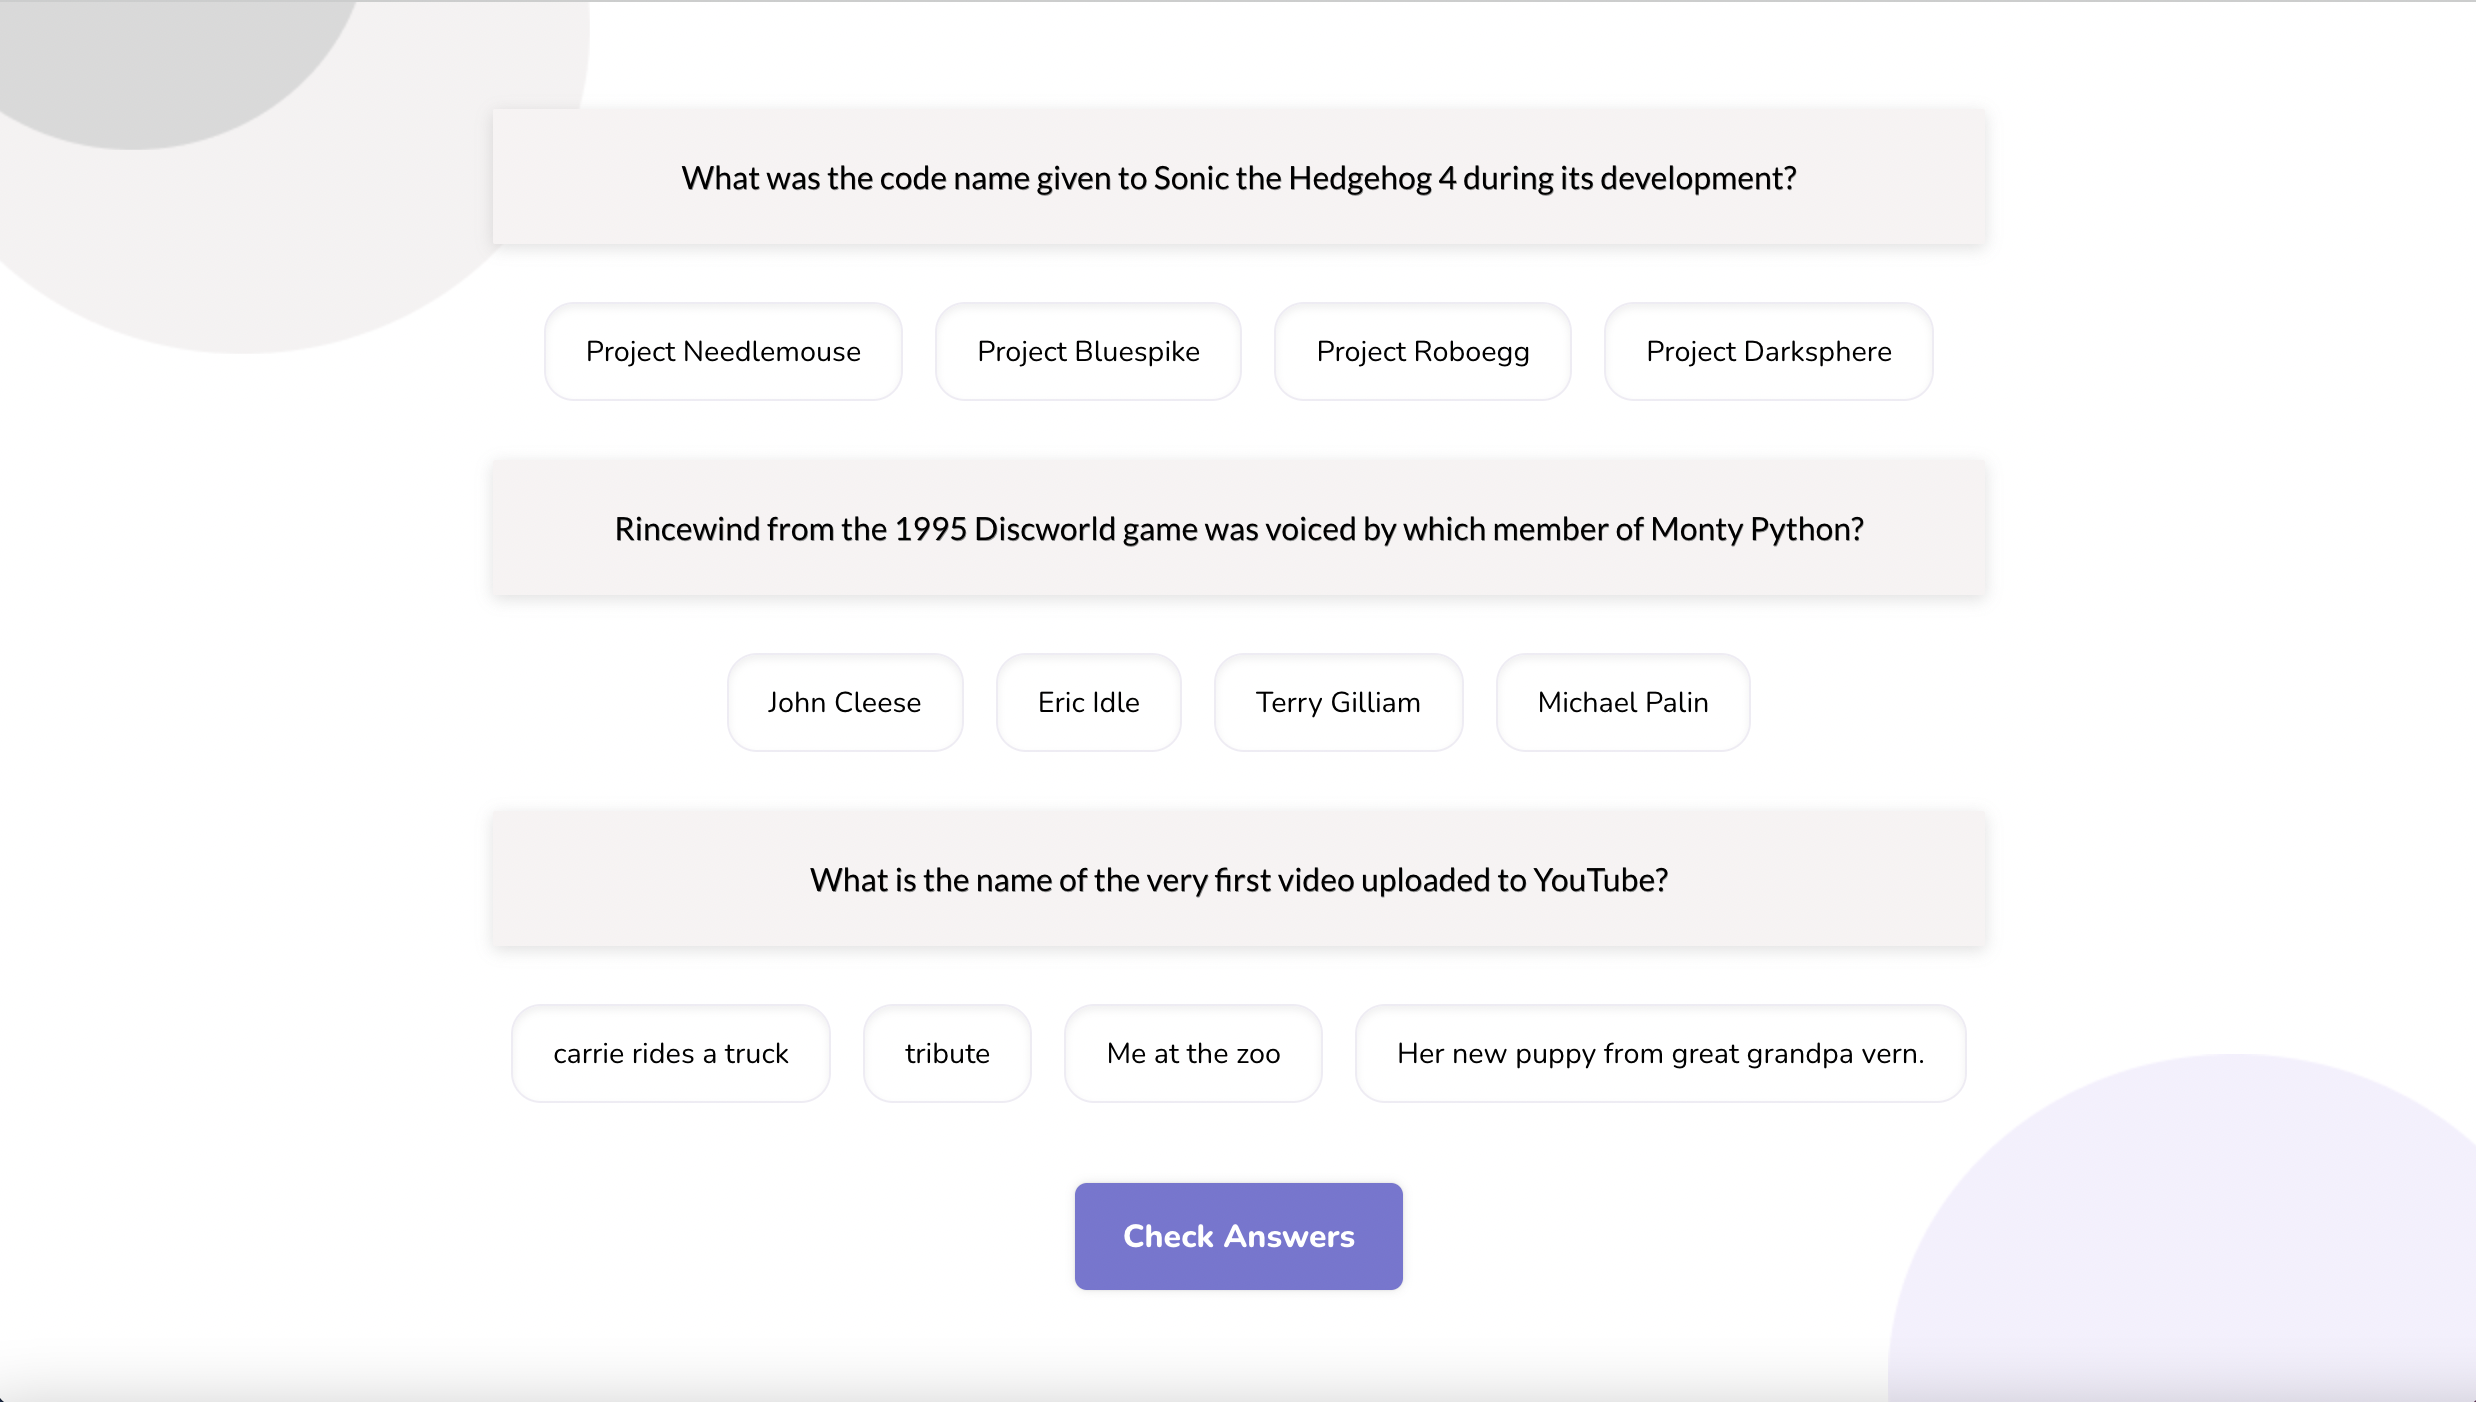 What was the code name given to Sonic the Hedgehog 4 during its development?
Project Needlemouse
Project Bluespike
Project Roboegg
Project Darksphere
Rincewind from the 1995 Discworld game was voiced by which member of Monty Python?
John Cleese
Eric Idle
Terry Gilliam
Michael Palin
What is the name of the very first video uploaded to YouTube?
carrie rides a truck
tribute
Me at the zoo
Her new puppy from great grandpa vern.
Check Answers